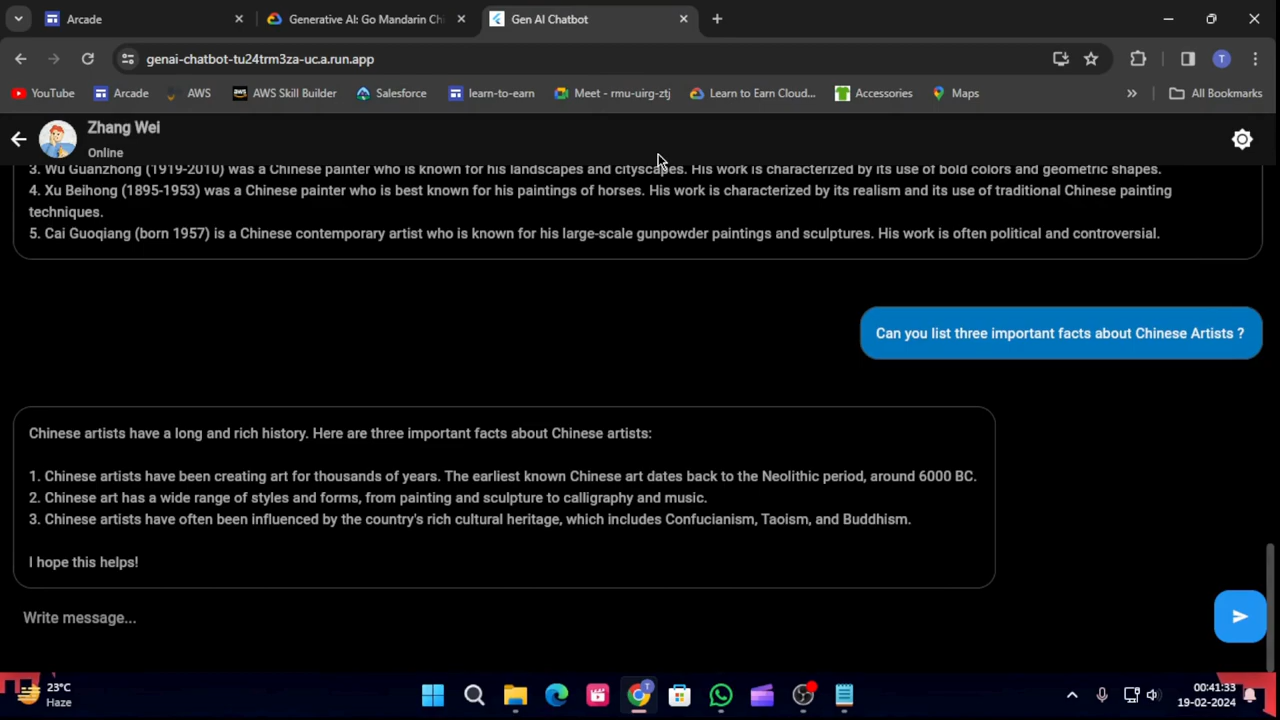 Arcade
Generative AI: Go Mandarin Chi
Gen AI Chatbot
genai-chatbot-tu24trm3za-uc.a.run.app
T
YouTube
Arcade
AWS
AWS Skill Builder
Salesforce
learn-to-earn
Meet - rmu-uirg-ztj
Learn to Earn Cloud...
Accessories
Maps
All Bookmarks
Zhang Wei
Online
3. Wu Guanzhong (1919-2010) was a Chinese painter who is known for his landscapes and cityscapes. His work is characterized by its use of bold colors and geometric shapes.
4. Xu Beihong (1895-1953) was a Chinese painter who is best known for his paintings of horses. His work is characterized by its realism and its use of traditional Chinese painting
techniques.
5. Cai Guoqiang (born 1957) is a Chinese contemporary artist who is known for his large-scale gunpowder paintings and sculptures. His work is often political and controversial.
Can you list three important facts about Chinese Artists ?
Chinese artists have a long and rich history. Here are three important facts about Chinese artists:
1. Chinese artists have been creating art for thousands of years. The earliest known Chinese art dates back to the Neolithic period, around 6000 BC.
2. Chinese art has a wide range of styles and forms, from painting and sculpture to calligraphy and music.
3. Chinese artists have often been influenced by the country's rich cultural heritage, which includes Confucianism, Taoism, and Buddhism.
I hope this helps!
Write message...
23°C
Haze
T
00:41:33
19-02-2024